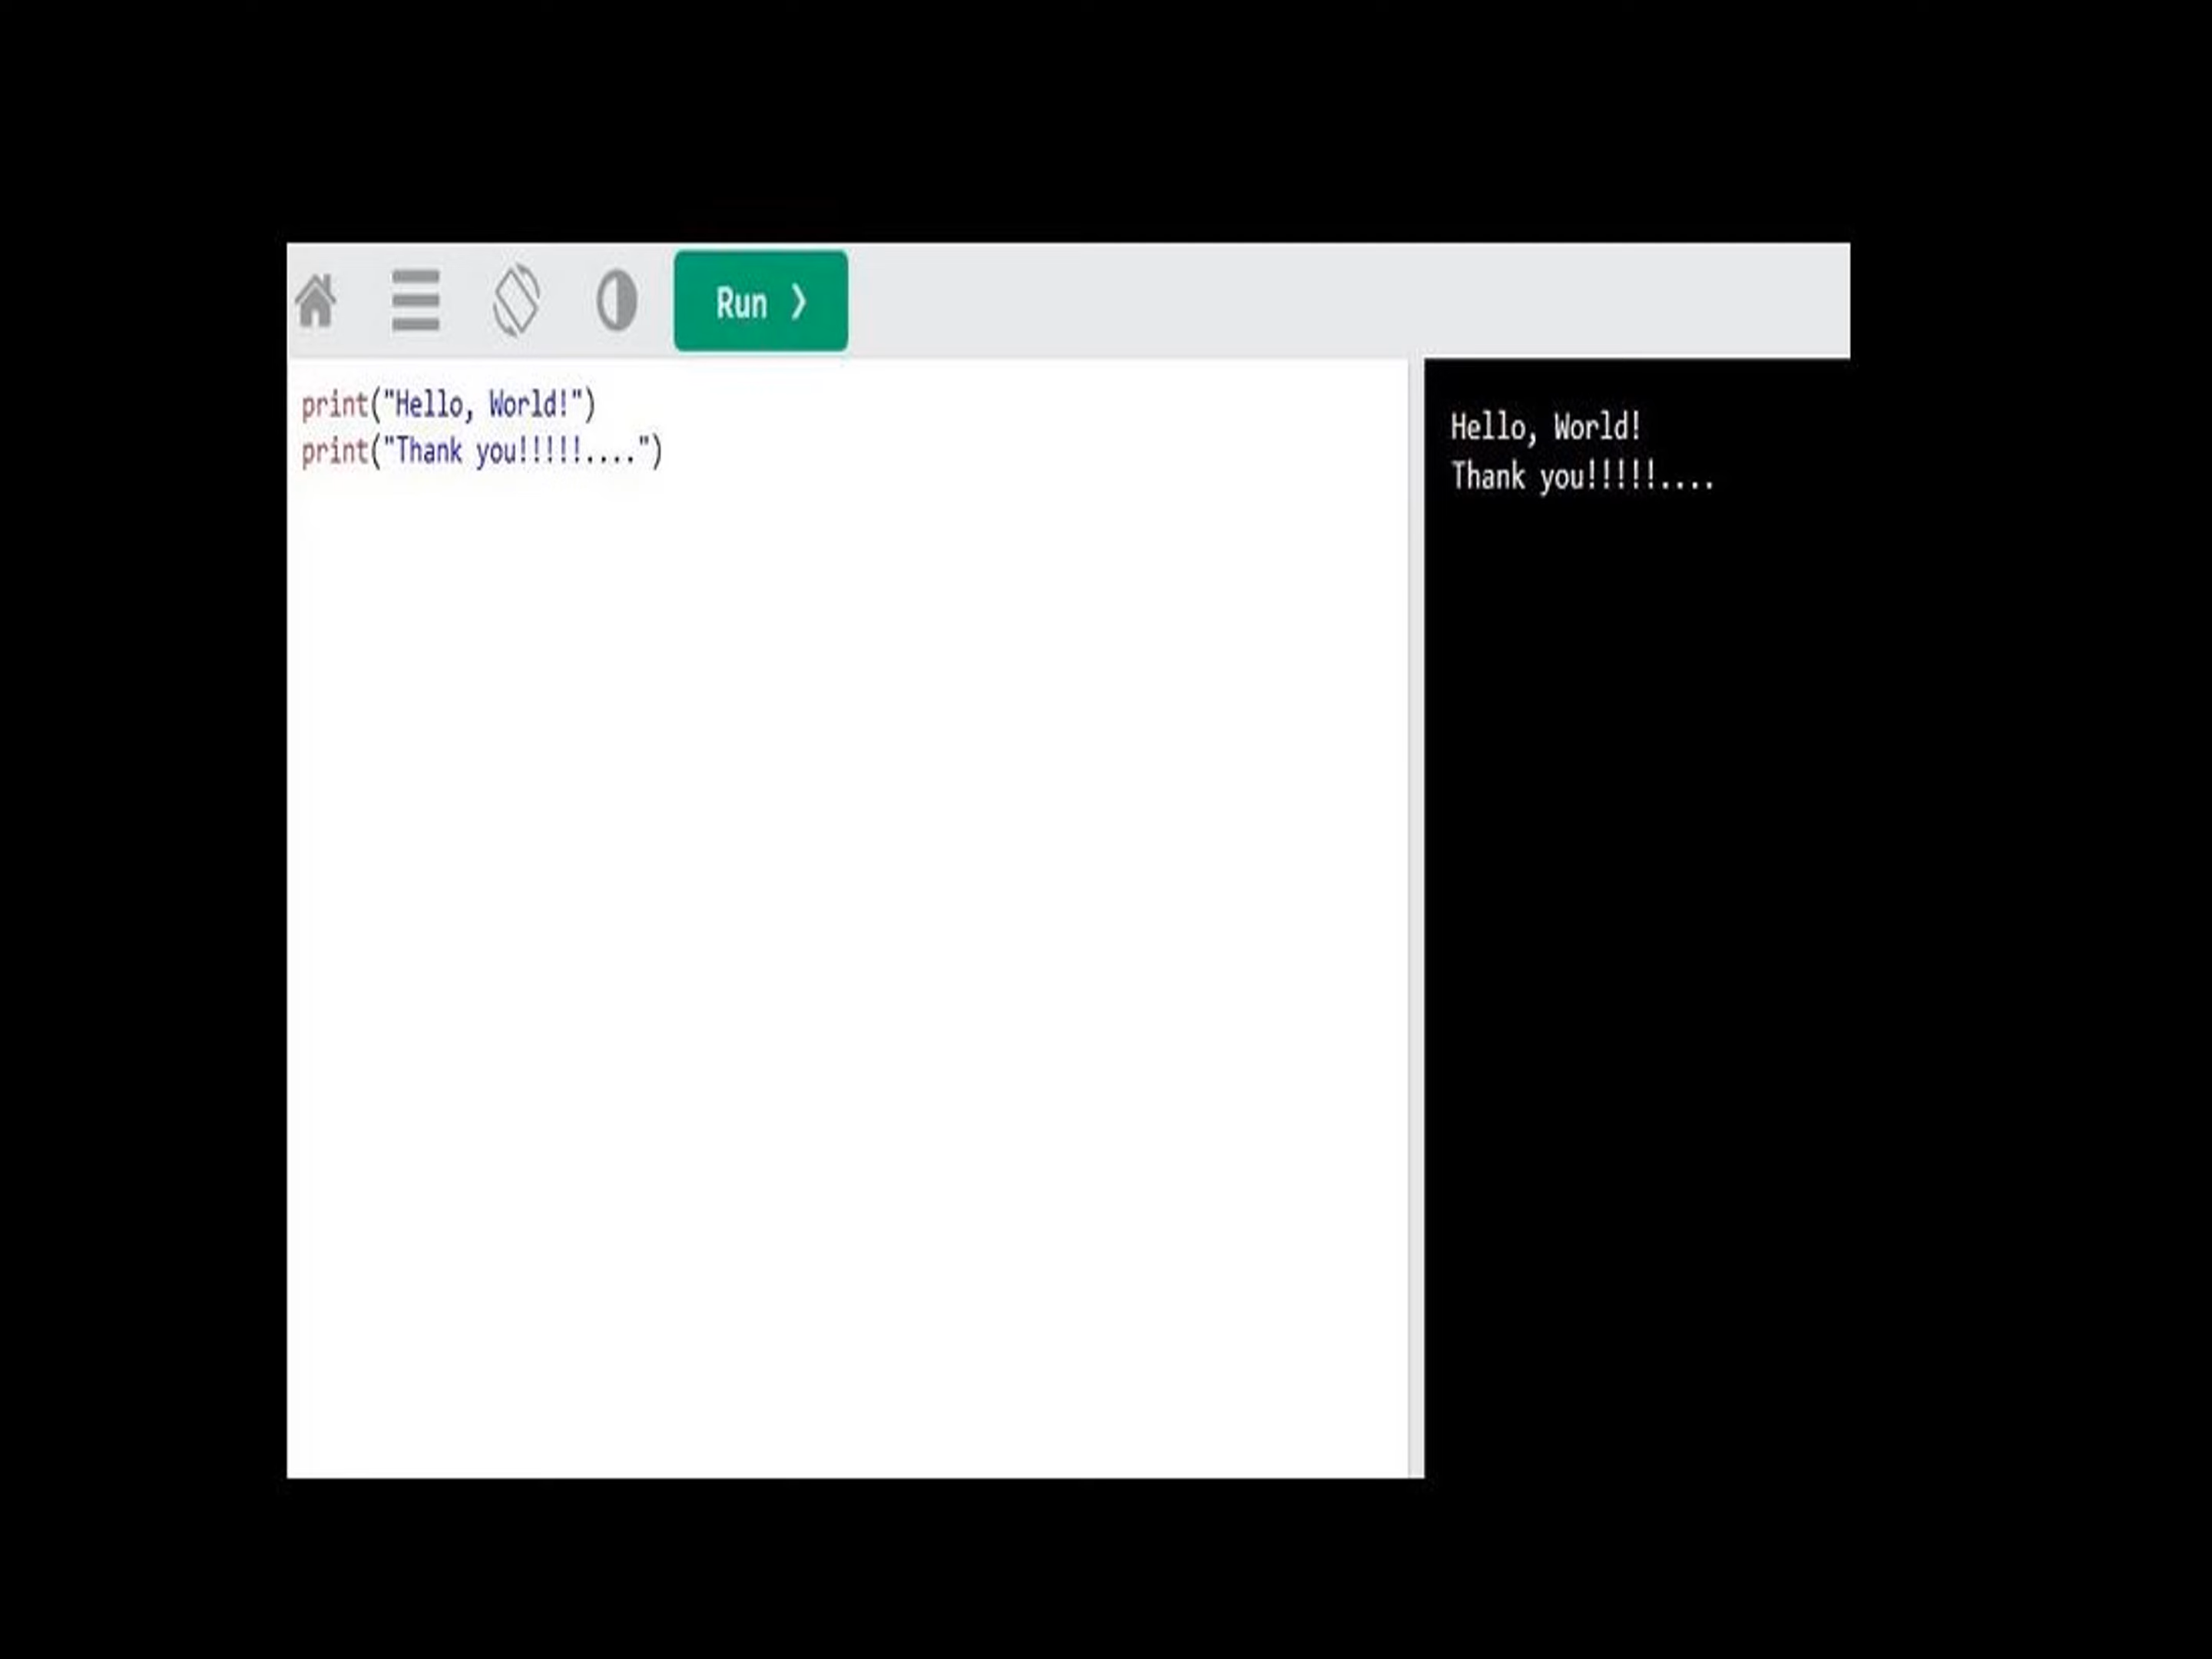 Run ❯
print("Hello, World!")
print("Thank you!!!!!....")
Hello, World!
Thank you!!!!!....